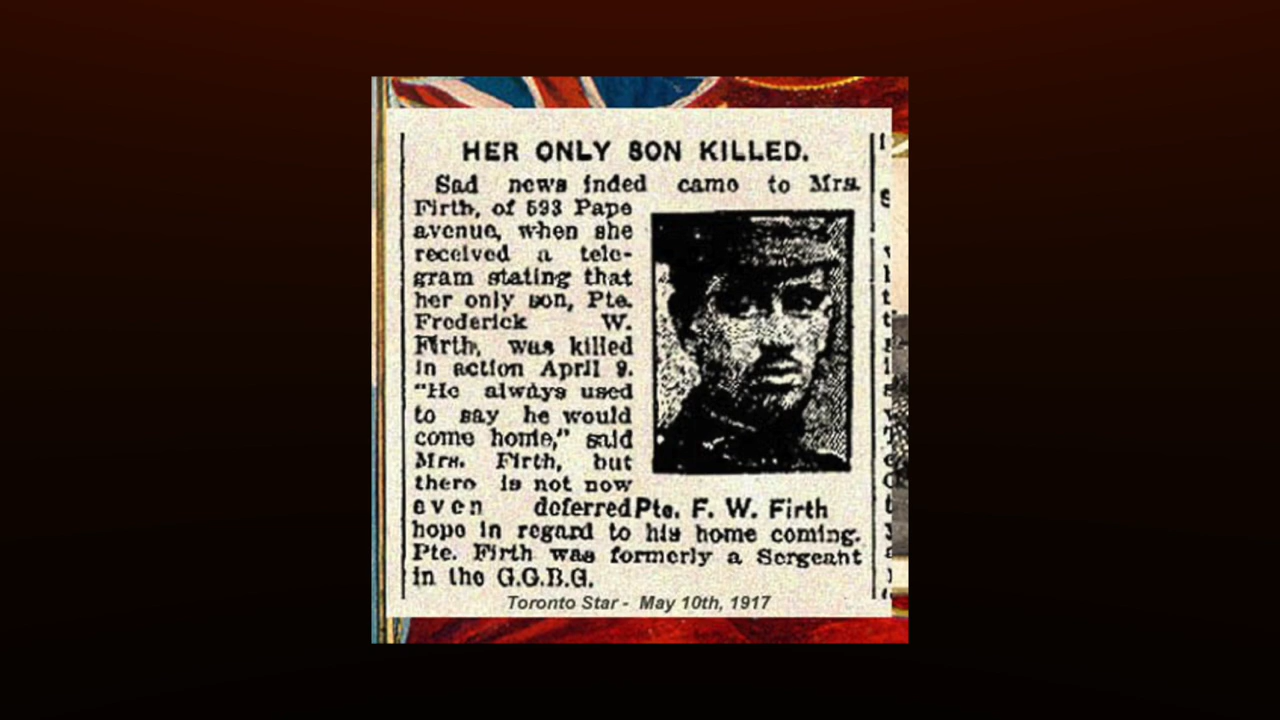 HER ONLY SON KILLED.
Sad news inded came to Mrs.
Firth, of 593 Pape
avenue, when she
received a tele-
gram stating that
her only son, Pte.
Frederick W.
Firth, was killed
in action April 9.
"He always used
to say he would
come home," said
Mrs. Firth, but
there is not now
even deferred
Pte. F. W. Firth
hope in regard to his home coming.
Pte. Firth was formerly a Sergeant
in the G.G.B.G.
Toronto Star - May 10th, 1917